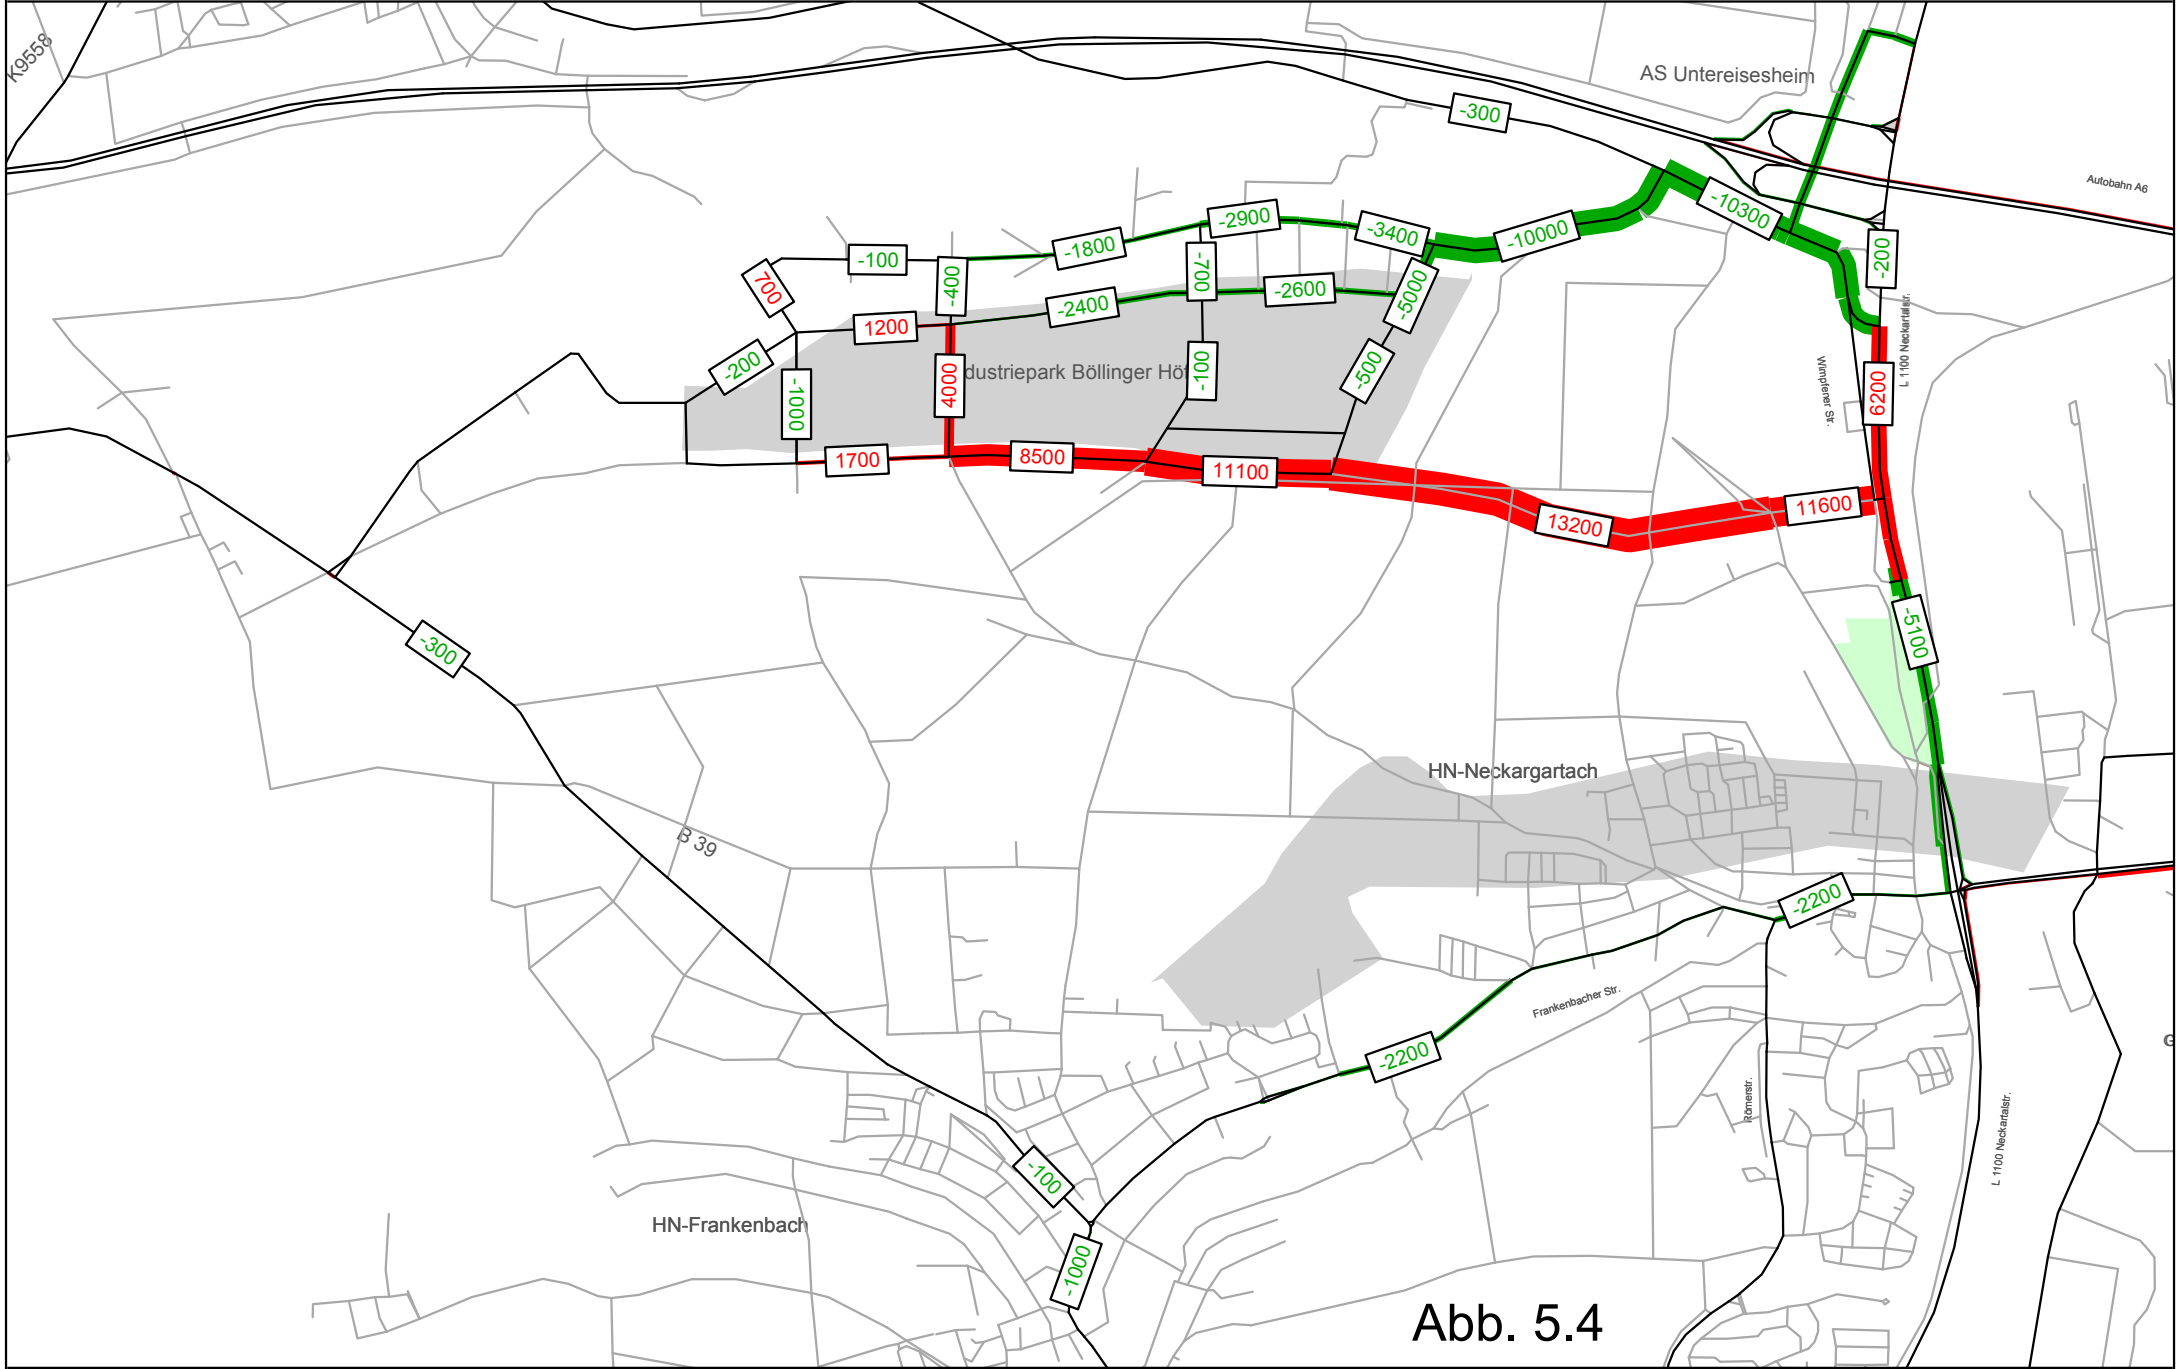 K9558
AS Untereisesheim
-300
Autobahn A6
-10300
-2900
-3400
-10000
-1800
-100
-400
-700
-200
700
-5000
-2400
-2600
1200
L 1100 Neckartalstr.
-200
-1000
4000
dustriepark Böllinger Höf
-100
-500
Wimpfener Str.
6200
1700
8500
11100
13200
11600
-300
-5100
HN-Neckargartach
B 39
-2200
Frankenbacher Str.
-2200
G
Römerstr.
L 1100 Neckartalstr.
-100
HN-Frankenbach
-1000
Abb. 5.4